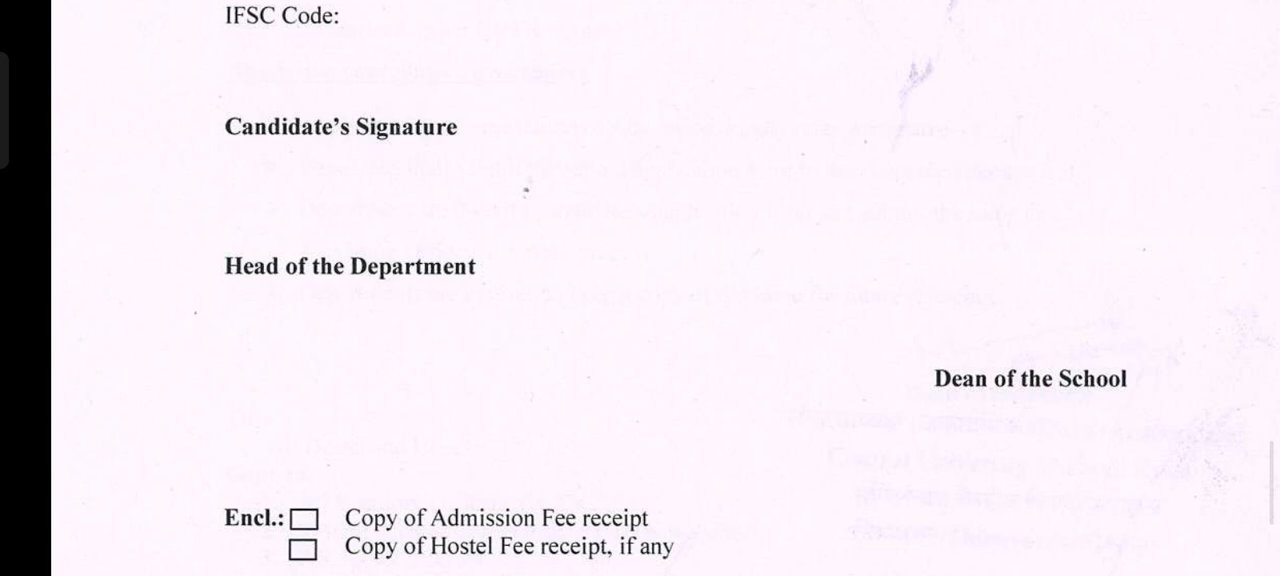 IFSC Code:
Candidate’s Signature
Head of the Department
Dean of the School
Encl.: Copy of Admission Fee receipt
Copy of Hostel Fee receipt, if any